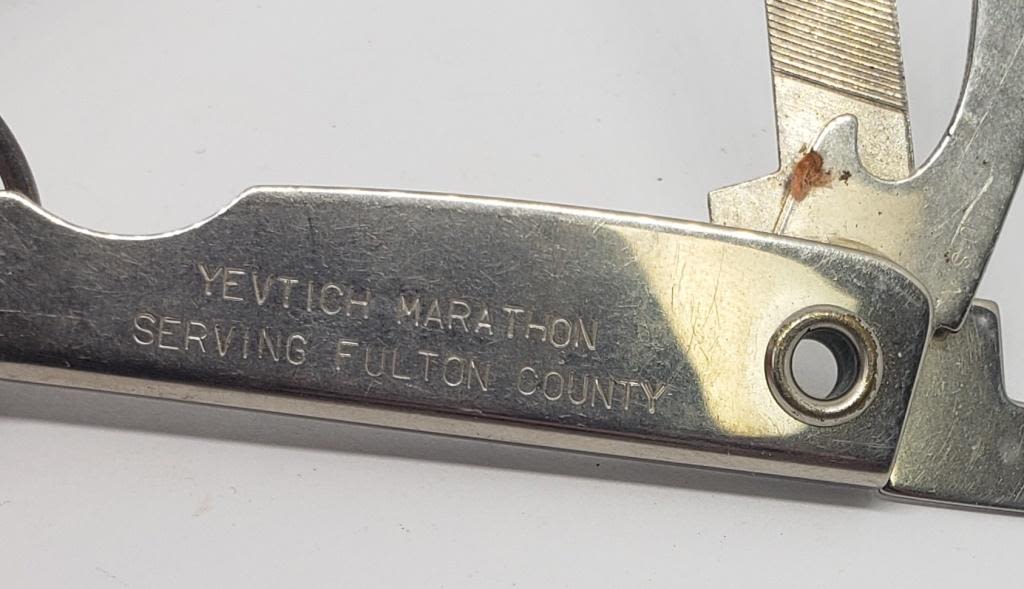 YEVTICH MARATHON
SERVING FULTON COUNTY